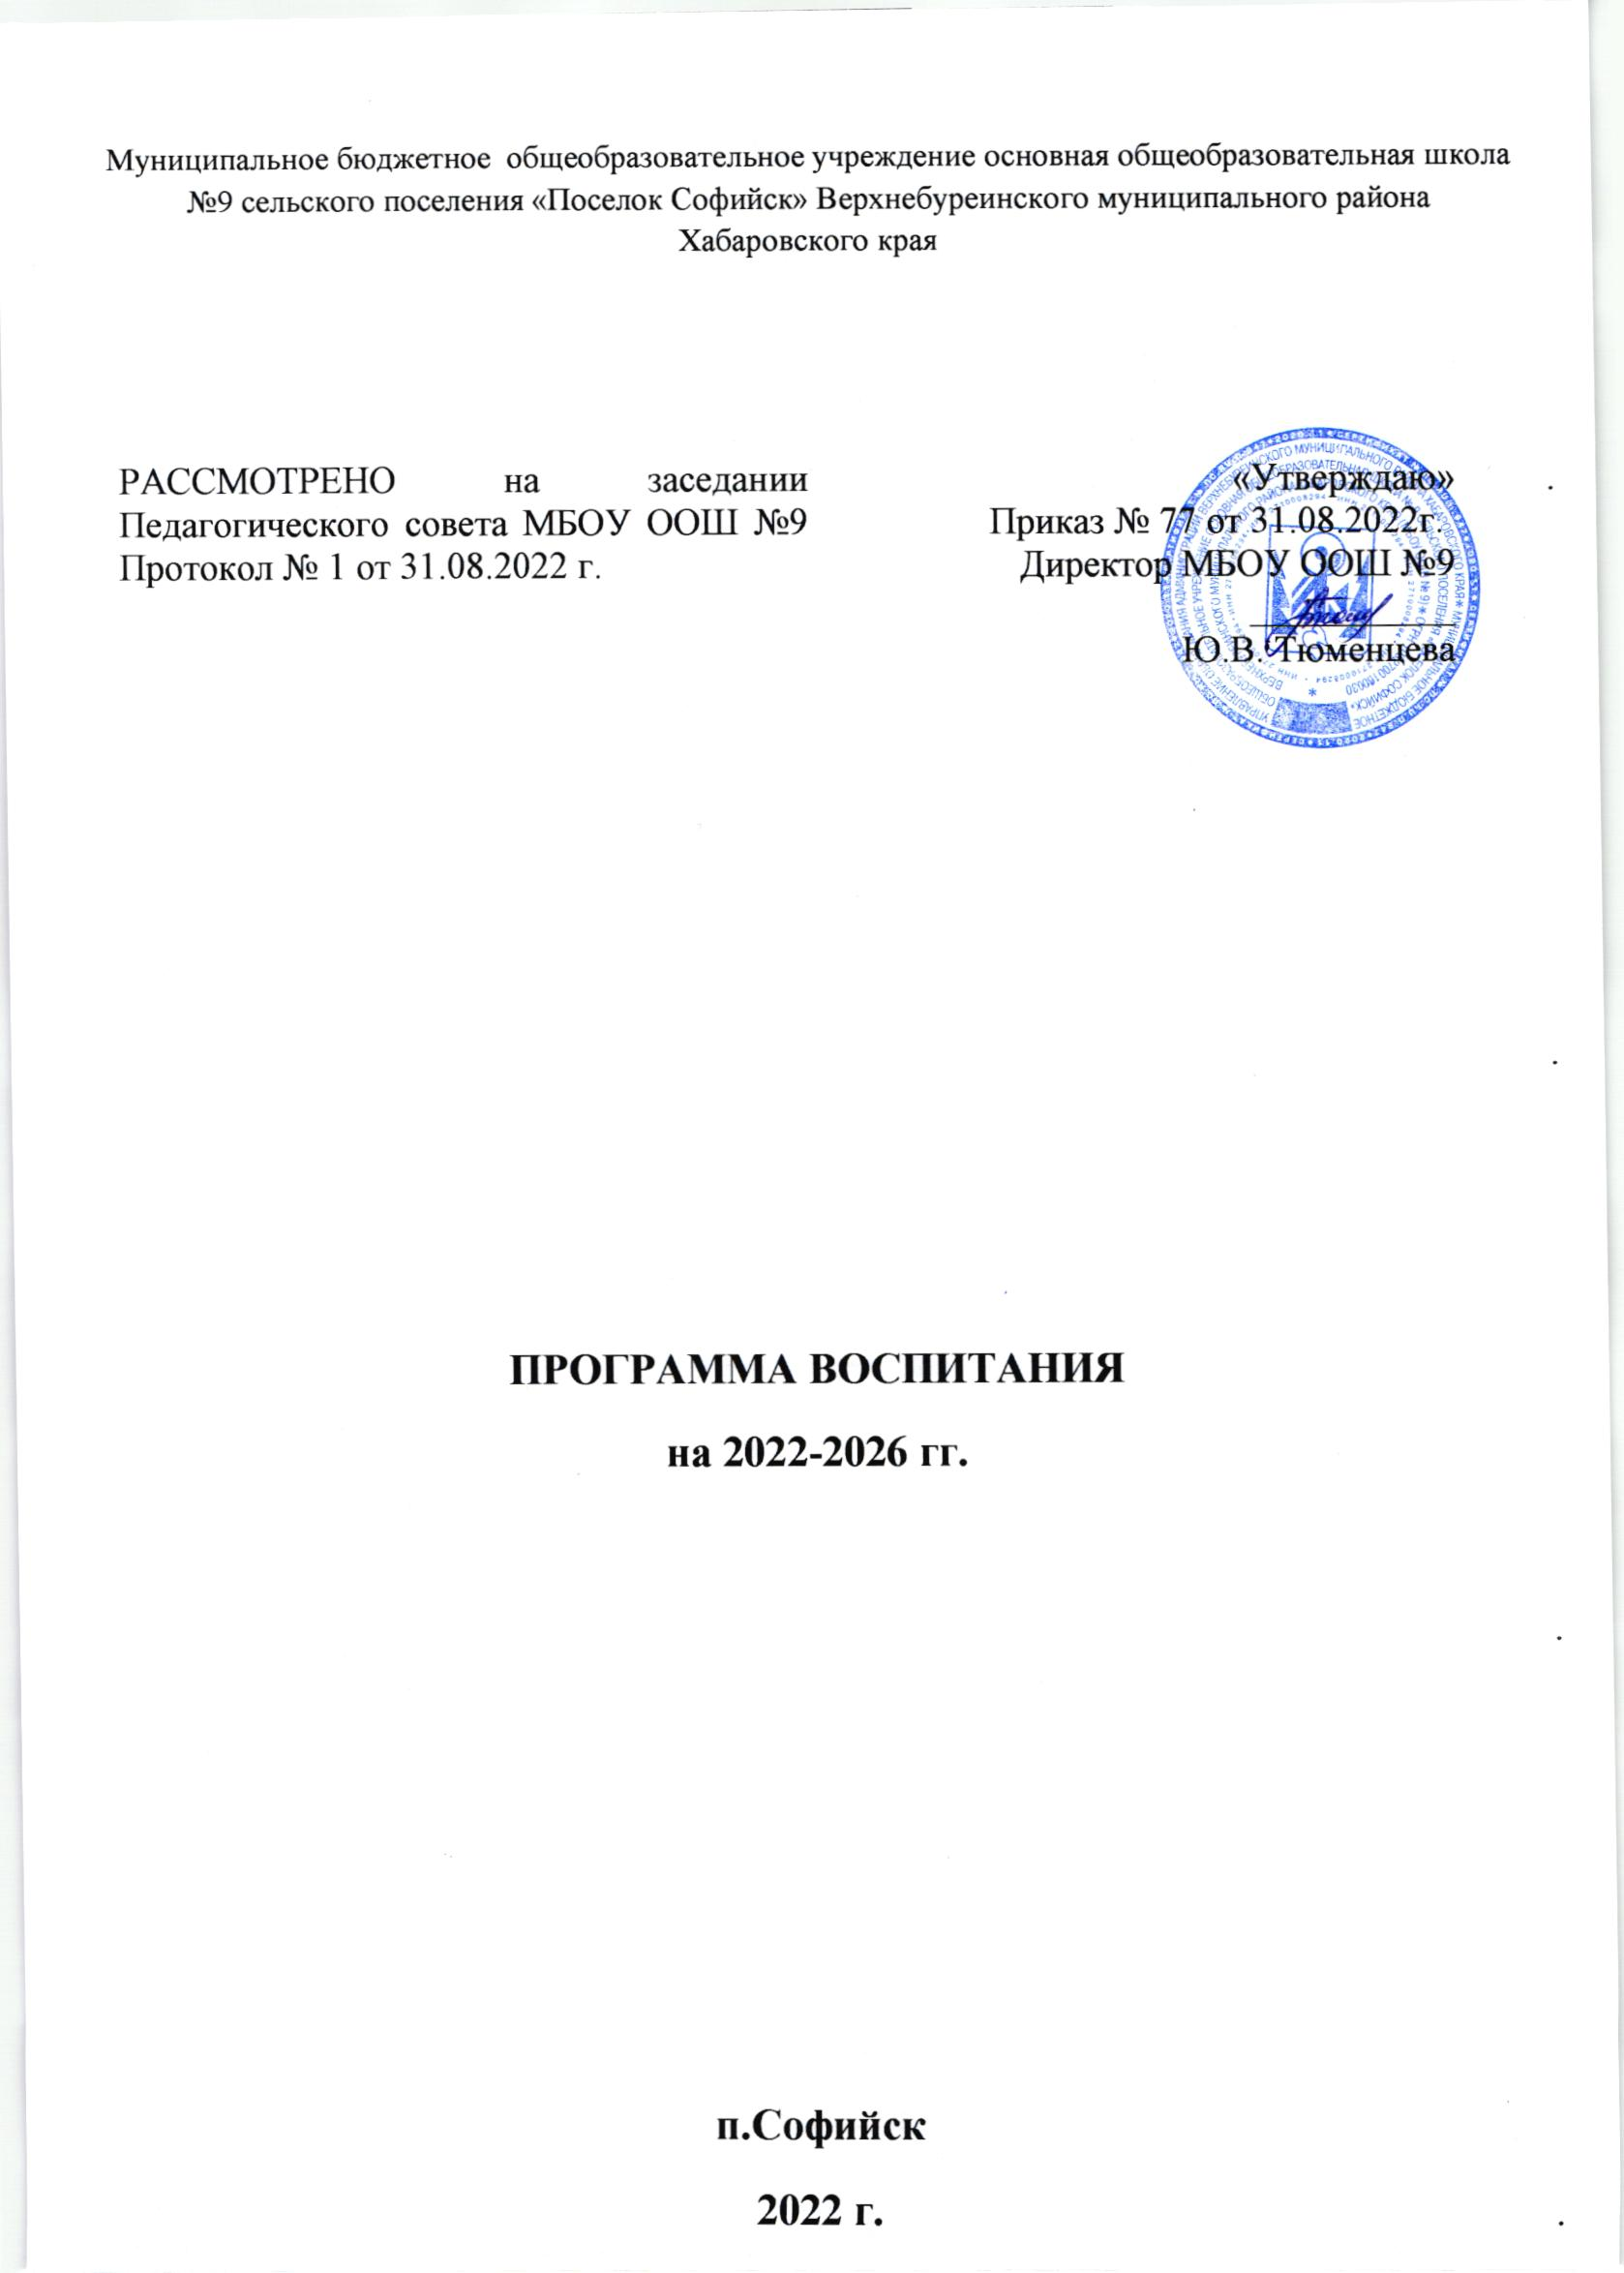 Муниципальное бюджетное общеобразовательное учреждение основная общеобразовательная школа
№9 сельского поселения «Поселок Софийск» Верхнебуреинского муниципального района
Хабаровского края
РАССМОТРЕНО на заседании
Педагогического совета МБОУ ООШ №9
Протокол № 1 от 31.08.2022 г.
«Утверждаю»
Приказ № 77 от 31.08.2022г.
Директор МБОУ ООШ №9
Ю.В. Тюменцева
ПРОГРАММА ВОСПИТАНИЯ
на 2022-2026 гг.
п.Софийск
2022 г.